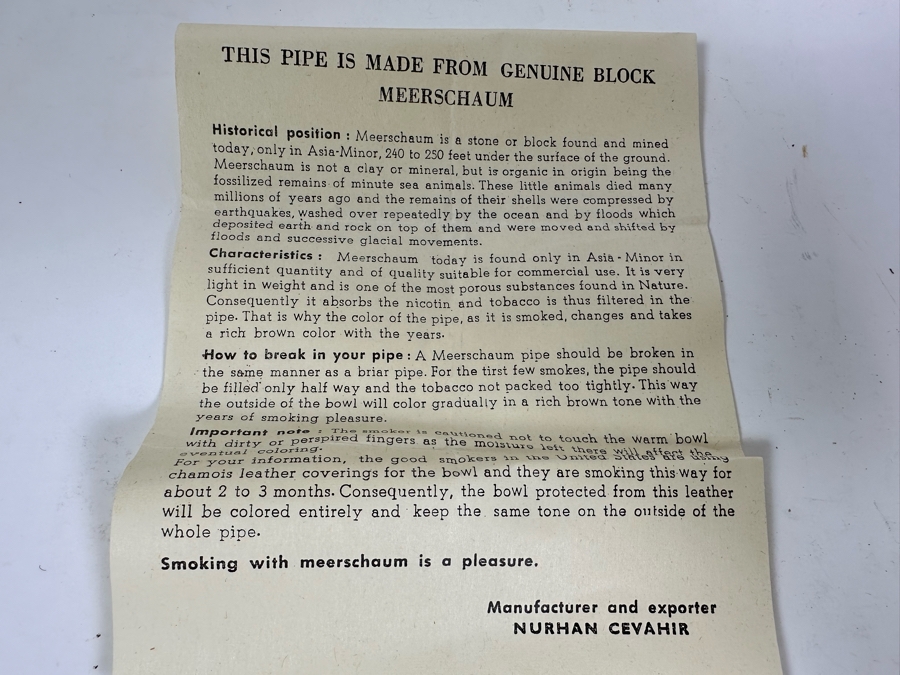 THIS PIPE IS MADE FROM GENUINE BLOCK
MEERSCHAUM
Historical position : Meerschaum is a stone or block found and mined
today, only in Asia-Minor, 240 to 250 feet under the surface of the ground.
Meerschaum is not a clay or mineral, but is organic in origin being the
fossilized remains of minute sea animals. These little animals died many
millions of years ago and the remains of their shells were compressed by
earthquakes, washed over repeatedly by the ocean and by floods which
deposited earth and rock on top of them and were moved and shifted by
floods and successive glacial movements.
Characteristics : Meerschaum today is found only in Asia - Minor in
sufficient quantity and of quality suitable for commercial use. It is very
light in weight and is one of the most porous substances found in Nature.
Consequently it absorbs the nicotin and tobacco is thus filtered in the
pipe. That is why the color of the pipe, as it is smoked, changes and takes
a rich brown color with the years.
How to break in your pipe : A Meerschaum pipe should be broken in
the same manner as a briar pipe. For the tirst few smokes, the pipe should
be filled only half way and the tobacco not packed too tightly. This way
the outside of the bowl will color gradually in a rich brown tone with the
years of smoking pleasure.
Important note : The smoker is cautioned not to touch the warm bowl
with dirty or perspired fingers as the moisture left there will affect the
eventual coloring.
For your information, the good smokers in the United States are using
chamois leather coverings for the bowl and they are smoking this way for
about 2 to 3 months. Consequently, the bowl protected from this leather
will be colored entirely and keep the same tone on the outside of the
whole pipe.
Smoking with meerschaum is a pleasure.
Manufacturer and exporter
NURHAN CEVAHIR